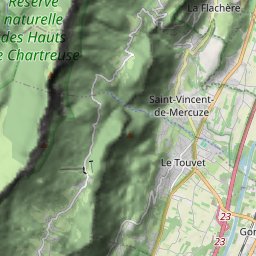 La Flachère
Réserve
naturelle
des Hauts
de Chartreuse
Saint-Vincent-
de-Mercuze
Le Touvet
23
23
Gon